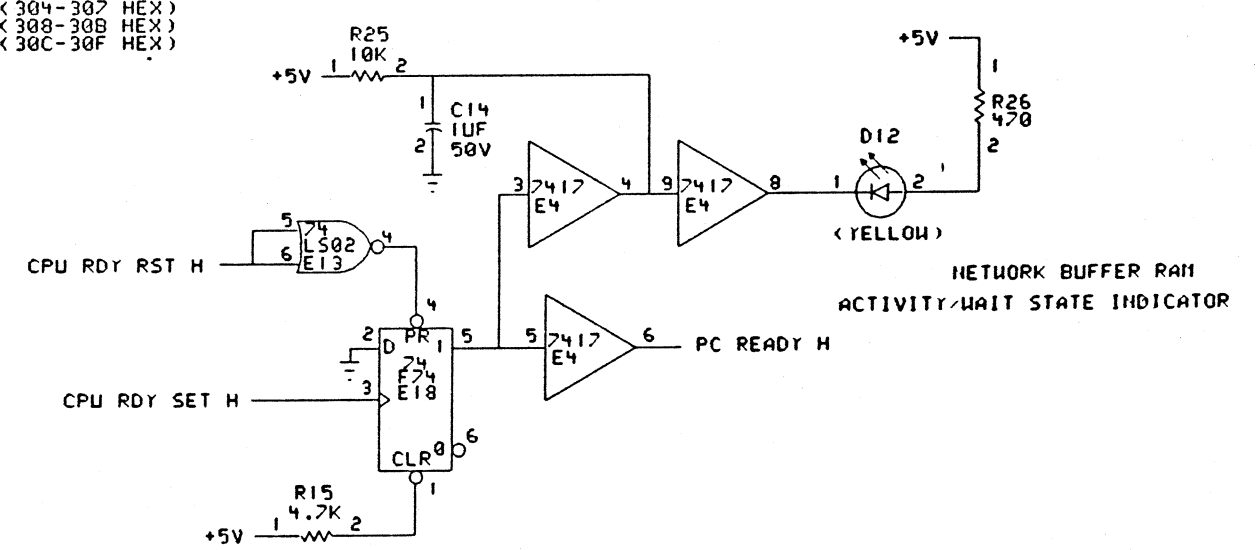 (304-307 HEX)
(308-30B HEX)
(30C-30F HEX)
R25
10K
+5V 1 2
+5V
1
R26
470
2
1
C14
1UF
50V
2
D12
3 7417 4
E4
9 7417 8
E4
1 2
(YELLOW)
5 74 4
LS02
6 E13
CPU RDY RST H
NETWORK BUFFER RAM
ACTIVITY/WAIT STATE INDICATOR
4
PR
2 D 1 5
74
F74
E18
5 7417 6
E4
PC READY H
3
CPU RDY SET H
0 6
CLR
1
R15
4.7K
+5V 1 2